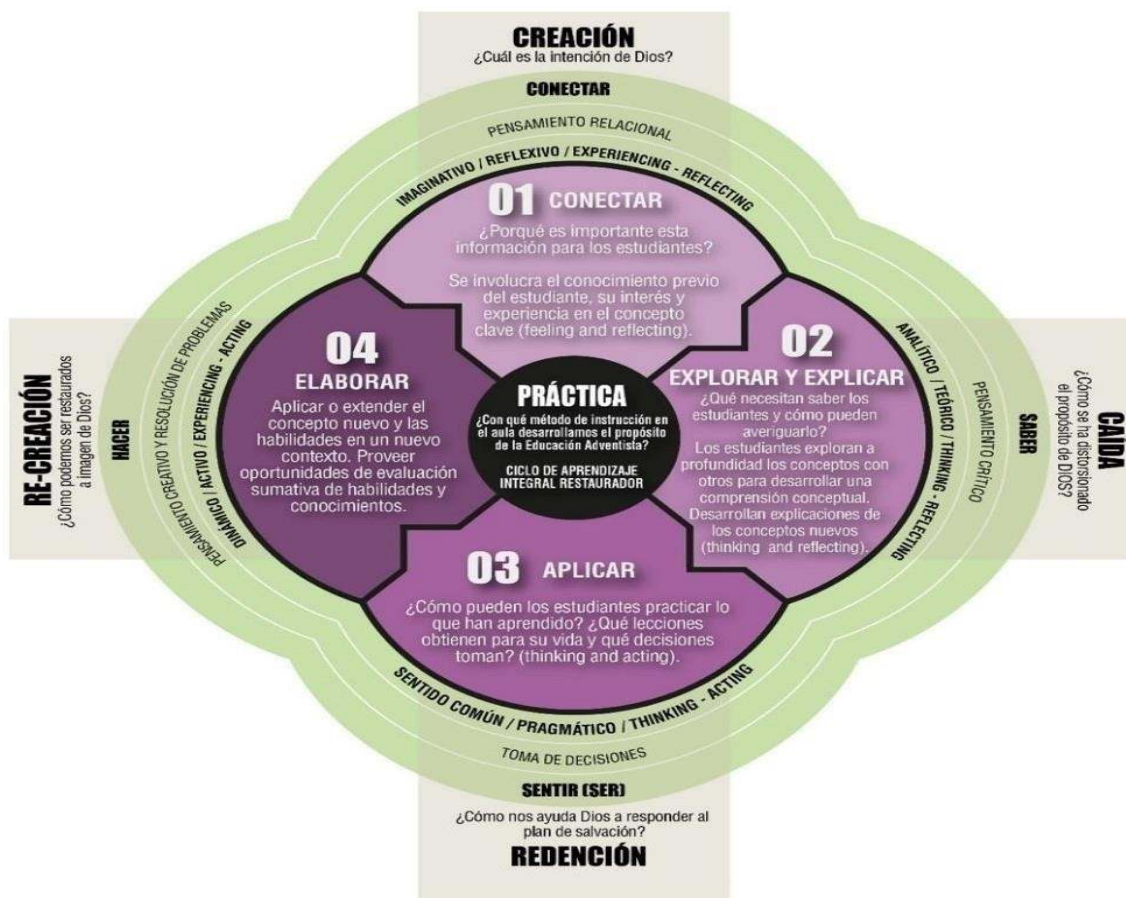 CREACIÓN
¿Cuál es la intención de Dios?
CONECTAR
PENSAMIENTO RELACIONAL
IMAGINATIVO / REFLEXIVO / EXPERIENCING - REFLECTING
01 CONECTAR
¿Porqué es importante esta
información para los estudiantes?
Se involucra el conocimiento previo
del estudiante, su interés y
experiencia en el concepto
clave (feeling and reflecting).
02
EXPLORAR Y EXPLICAR
¿Qué necesitan saber los
estudiantes y cómo pueden
averiguarlo?
Los estudiantes exploran a
profundidad los conceptos con
otros para desarrollar una
comprensión conceptual.
Desarrollan explicaciones de
los conceptos nuevos
(thinking and reflecting).
ANALÍTICO / TEÓRICO / THINKING - REFLECTING
PENSAMIENTO CRÍTICO
SABER
¿Cómo se ha distorsionado
el propósito de DIOS?
CAÍDA
PRÁCTICA
¿Con qué método de instrucción en
el aula desarrollamos el propósito
de la Educación Adventista?
CICLO DE APRENDIZAJE
INTEGRAL RESTAURADOR
03 APLICAR
¿Cómo pueden los estudiantes practicar lo
que han aprendido? ¿Qué lecciones
obtienen para su vida y qué decisiones
toman? (thinking and acting).
SENTIDO COMÚN / PRAGMÁTICO / THINKING - ACTING
TOMA DE DECISIONES
SENTIR (SER)
¿Cómo nos ayuda Dios a responder al
plan de salvación?
REDENCIÓN
04
ELABORAR
Aplicar o extender el
concepto nuevo y las
habilidades en un nuevo
contexto. Proveer
oportunidades de evaluación
sumativa de habilidades y
conocimientos.
DINÁMICO / ACTIVO / EXPERIENCING - ACTING
PENSAMIENTO CREATIVO Y RESOLUCIÓN DE PROBLEMAS
HACER
¿Cómo podemos ser restaurados
a imagen de Dios?
RE-CREACIÓN